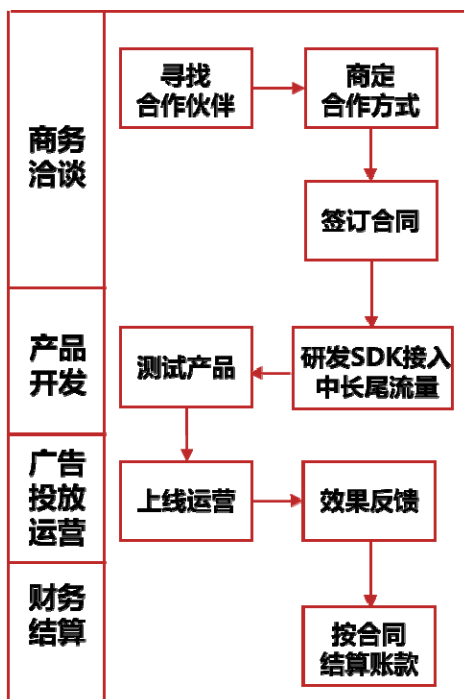 商务
洽谈
寻找
合作伙伴
商定
合作方式
签订合同
产品
开发
测试产品
研发SDK接入
中长尾流量
广告
投放
运营
上线运营
效果反馈
财务
结算
按合同
结算账款